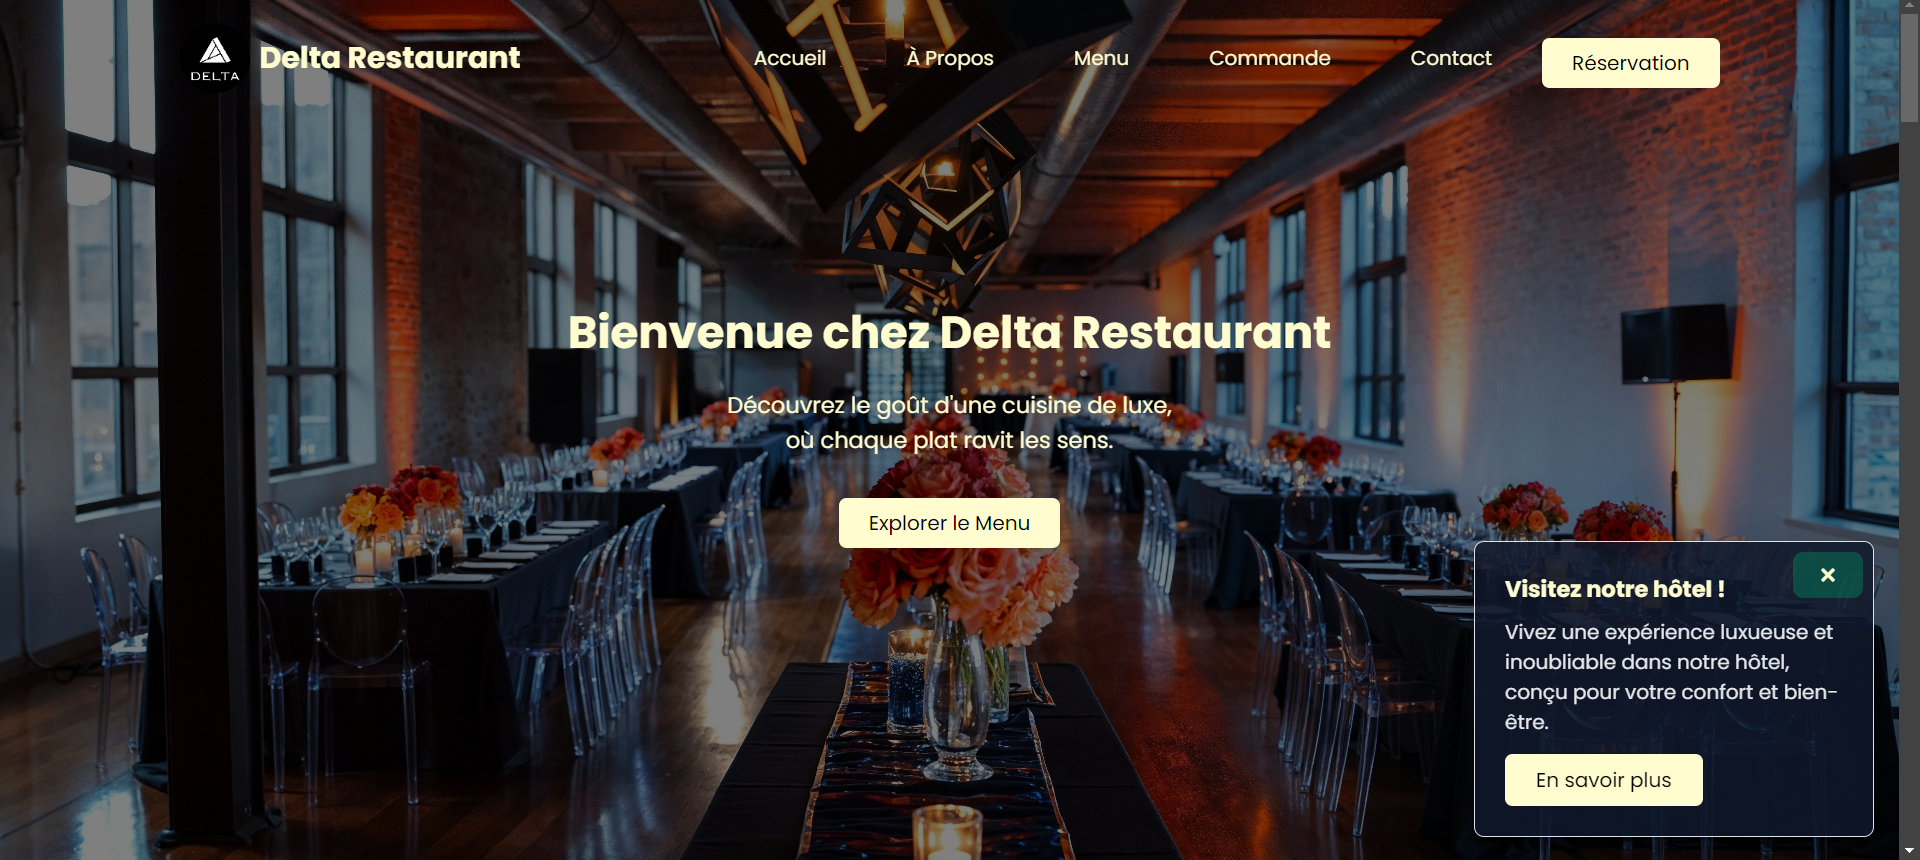 DELTA
Delta Restaurant
Accueil
À Propos
Menu
Commande
Contact
Réservation
Bienvenue chez Delta Restaurant
Découvrez le goût d'une cuisine de luxe,
où chaque plat ravit les sens.
Explorer le Menu
Visitez notre hôtel !
Vivez une expérience luxueuse et
inoubliable dans notre hôtel,
conçu pour votre confort et bien-
être.
En savoir plus